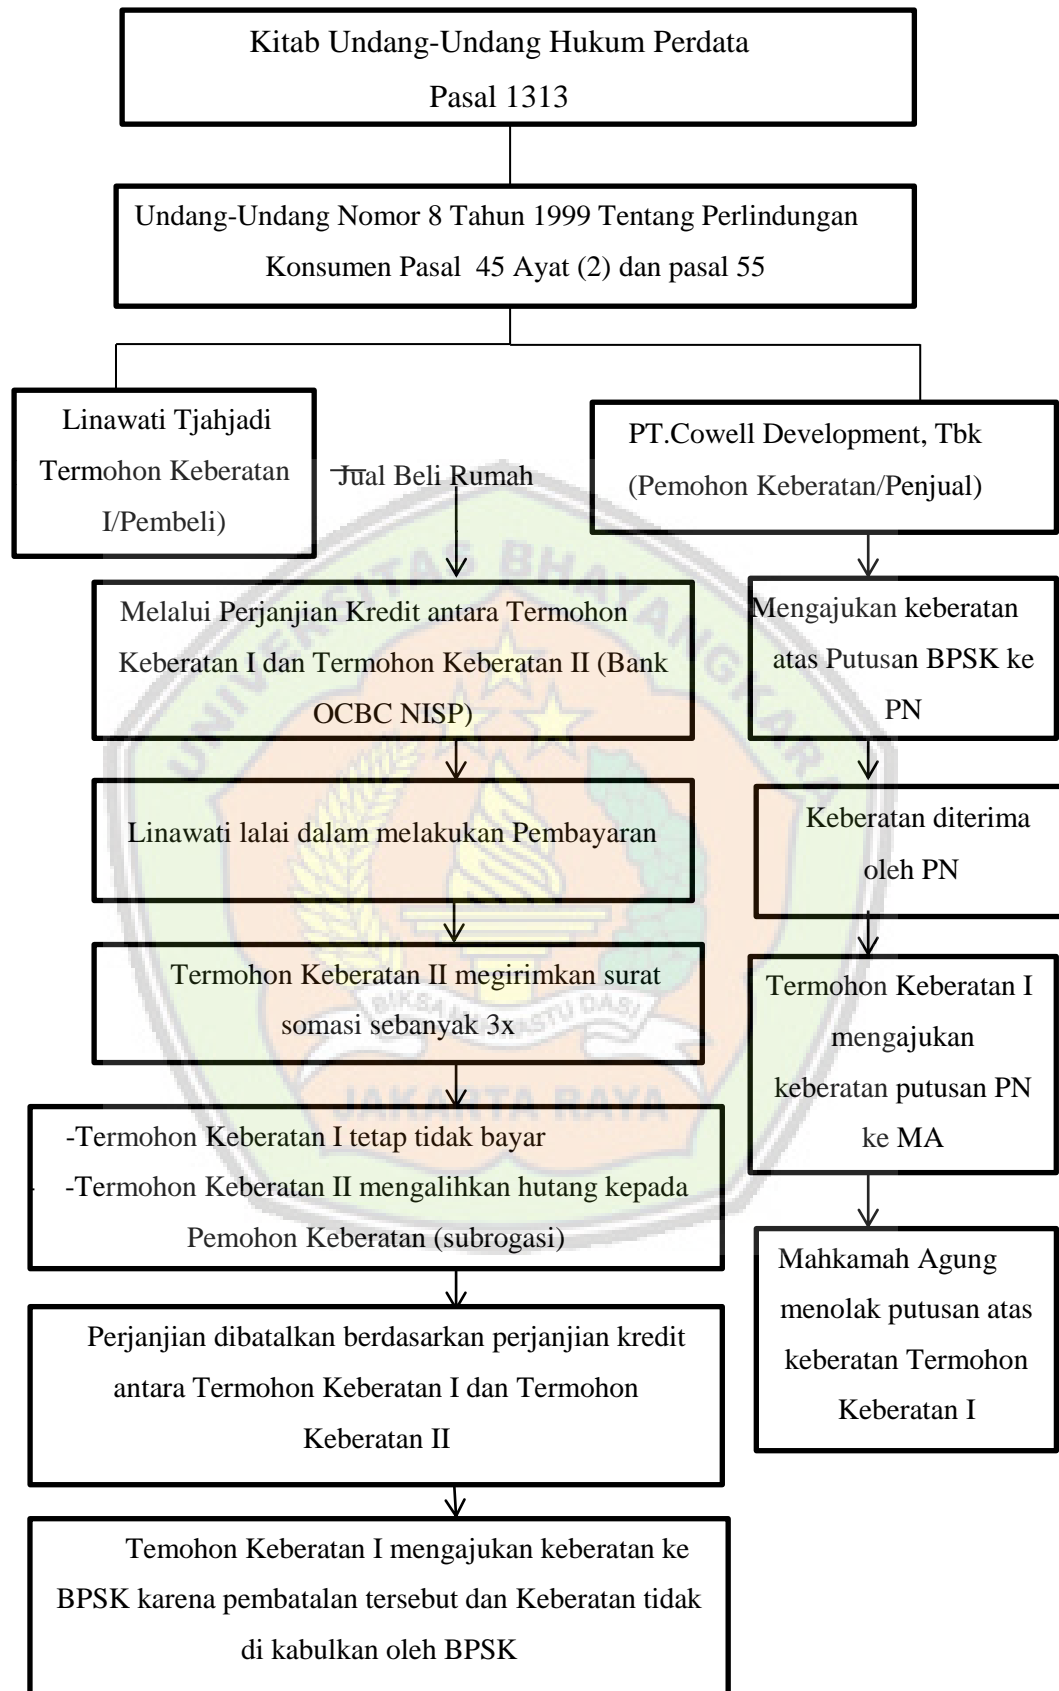 Kitab Undang-Undang Hukum Perdata
Pasal 1313
Undang-Undang Nomor 8 Tahun 1999 Tentang Perlindungan
Konsumen Pasal 45 Ayat (2) dan pasal 55
Linawati Tjahjadi
Termohon Keberatan
I/Pembeli)
Jual Beli Rumah
PT.Cowell Development, Tbk
(Pemohon Keberatan/Penjual)
Melalui Perjanjian Kredit antara Termohon
Keberatan I dan Termohon Keberatan II (Bank
OCBC NISP)
Linawati lalai dalam melakukan Pembayaran
Termohon Keberatan II megirimkan surat
somasi sebanyak 3x
-Termohon Keberatan I tetap tidak bayar
- -Termohon Keberatan II mengalihkan hutang kepada
Pemohon Keberatan (subrogasi)
Perjanjian dibatalkan berdasarkan perjanjian kredit
antara Termohon Keberatan I dan Termohon
Keberatan II
Temohon Keberatan I mengajukan keberatan ke
BPSK karena pembatalan tersebut dan Keberatan tidak
di kabulkan oleh BPSK
Mengajukan keberatan
atas Putusan BPSK ke
PN
Keberatan diterima
oleh PN
Termohon Keberatan I
mengajukan
keberatan putusan PN
ke MA
Mahkamah Agung
menolak putusan atas
keberatan Termohon
Keberatan I
UNIVERSITAS BHAYANGKARA
JAKARTA RAYA